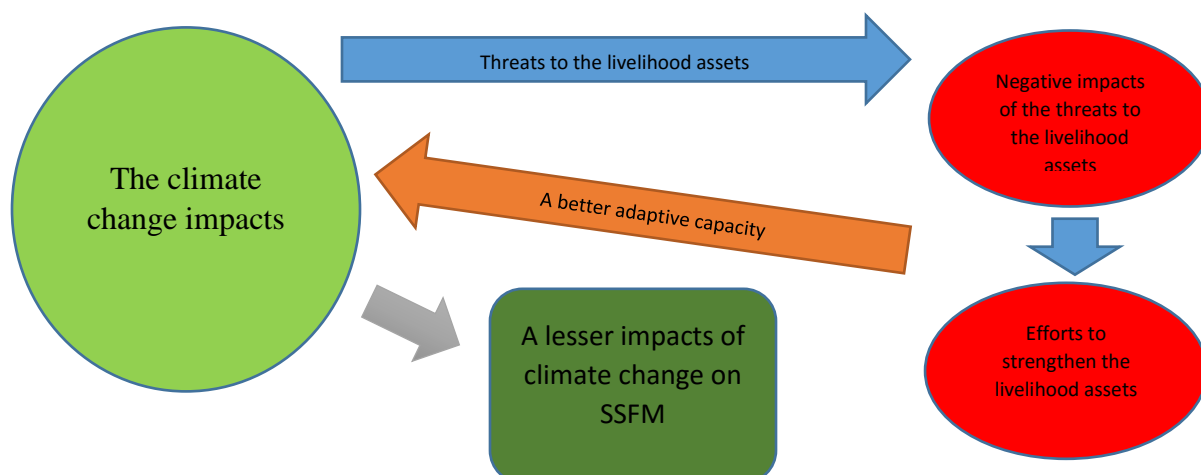 Threats to the livelihood assets
Negative impacts
of the threats to
the livelihood
assets
The climate
change impacts
A better adaptive capacity
A lesser impacts of
climate change on
SSFM
Efforts to
strengthen the
livelihood assets